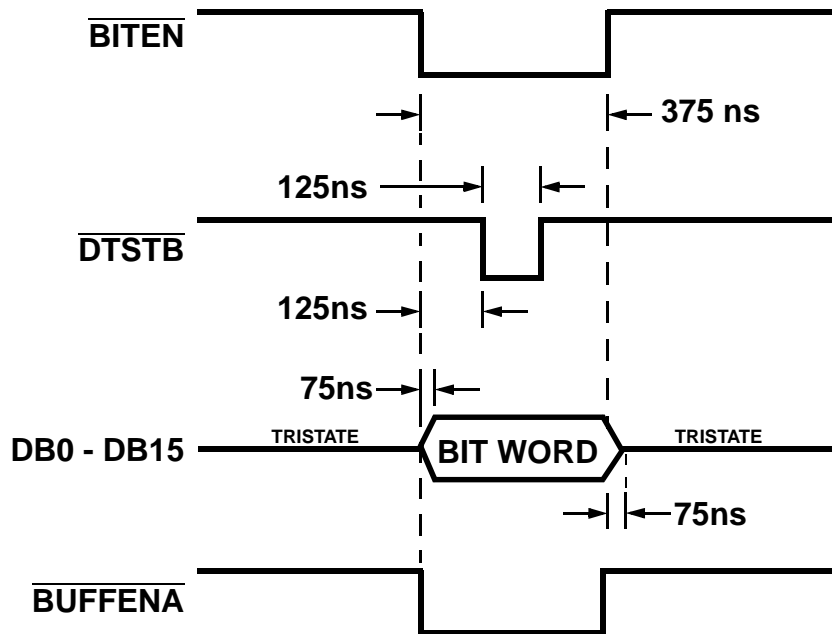 BITEN
375 ns
125ns
DTSTB
125ns
75ns
DB0 - DB15 TRISTATE BIT WORD TRISTATE
75ns
BUFFENA